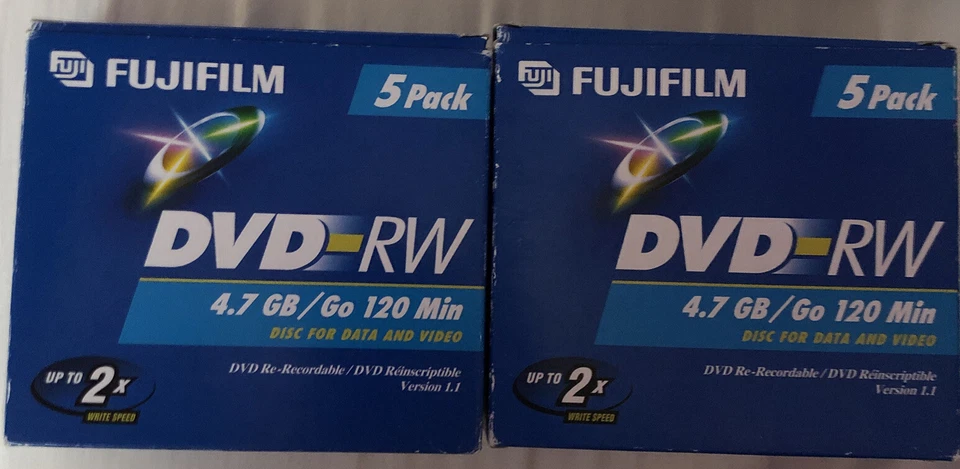 FUJI FUJIFILM
5 Pack
DVD-RW
4.7 GB/Go 120 Min
DISC FOR DATA AND VIDEO
DVD Re-Recordable / DVD Réinscriptible
Version 1.1
UP TO 2x
WRITE SPEED
FUJI FUJIFILM
5 Pack
DVD-RW
4.7 GB/Go 120 Min
DISC FOR DATA AND VIDEO
DVD Re-Recordable / DVD Réinscriptible
Version 1.1
UP TO 2x
WRITE SPEED